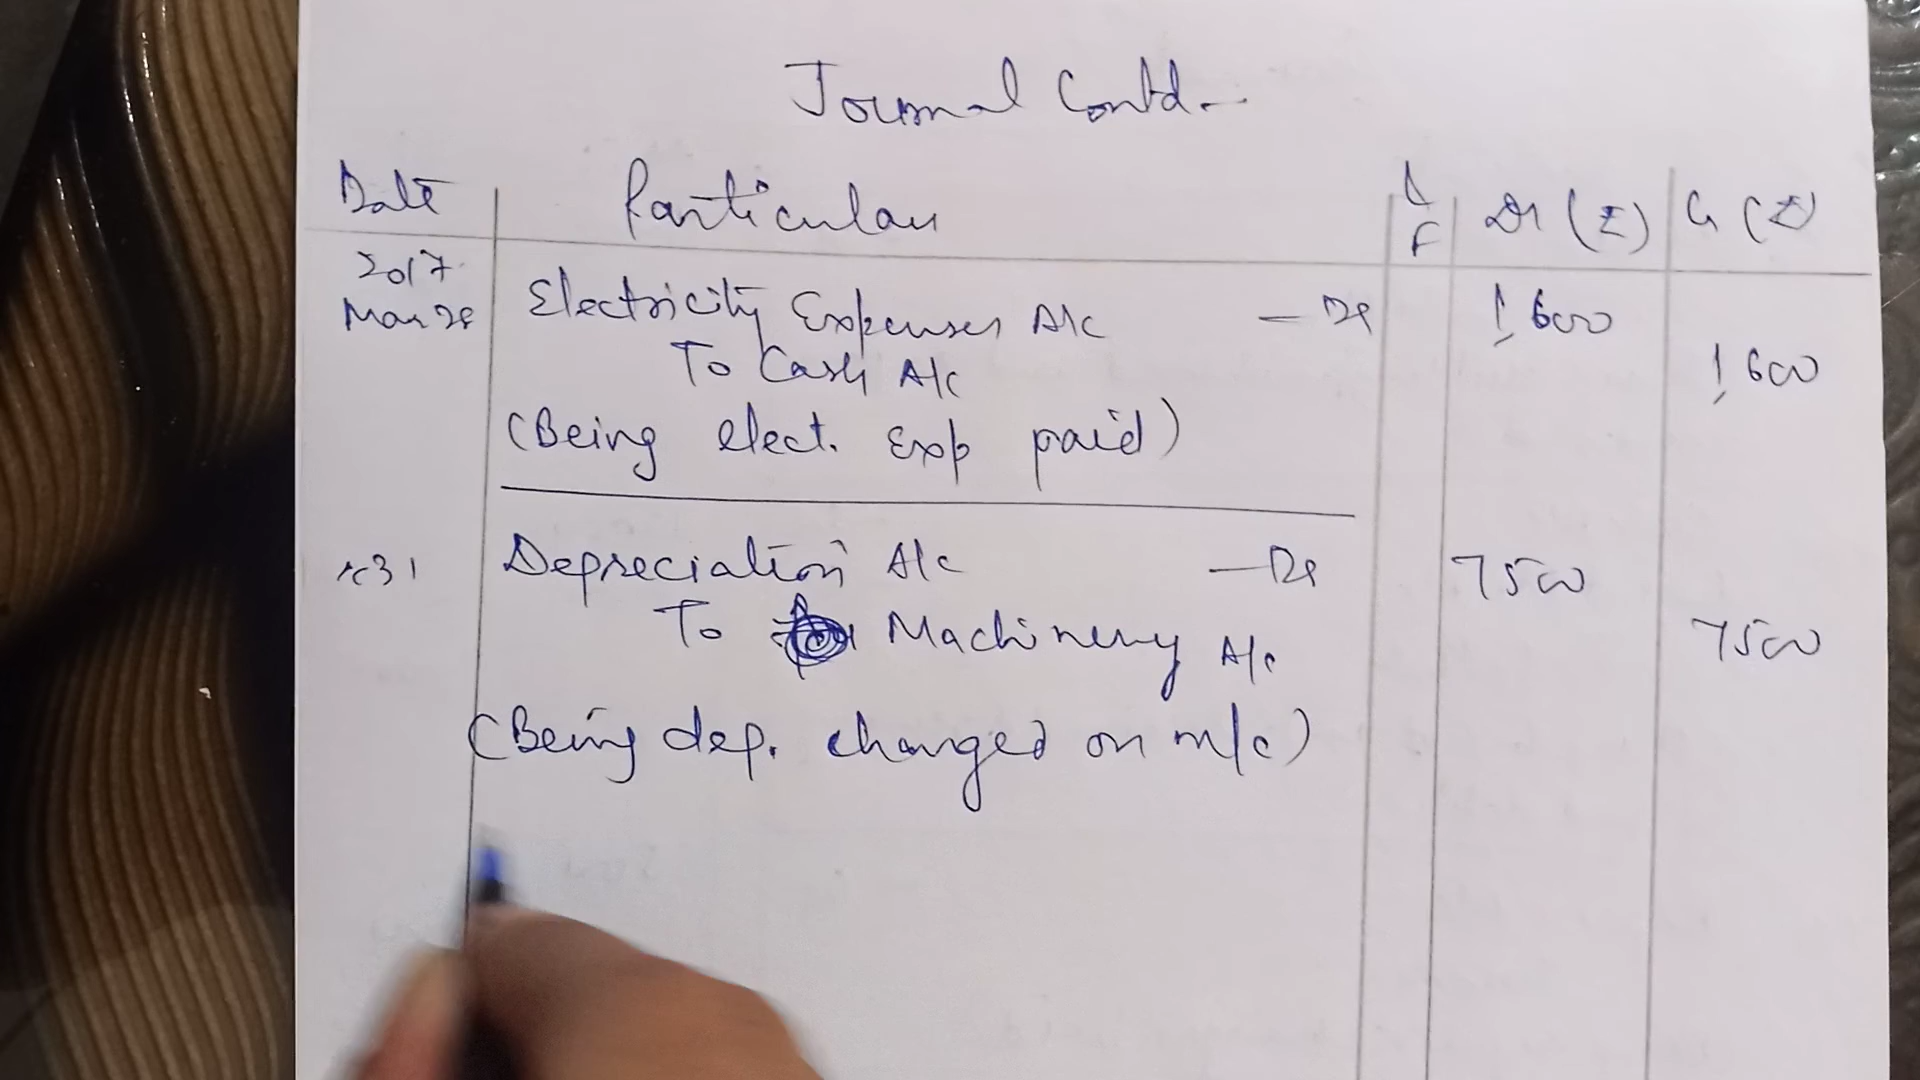 Journal Contd-
Date Particulars L F Dr (₹) Cr (₹)
2017
Mar 28 Electricity Expenses A/c — Dr 1,600
To Cash A/c 1,600
(Being elect. Exp paid)
"31 Depreciation A/c — Dr 7500
To Machinery A/c 7500
(Being dep. charged on m/c)